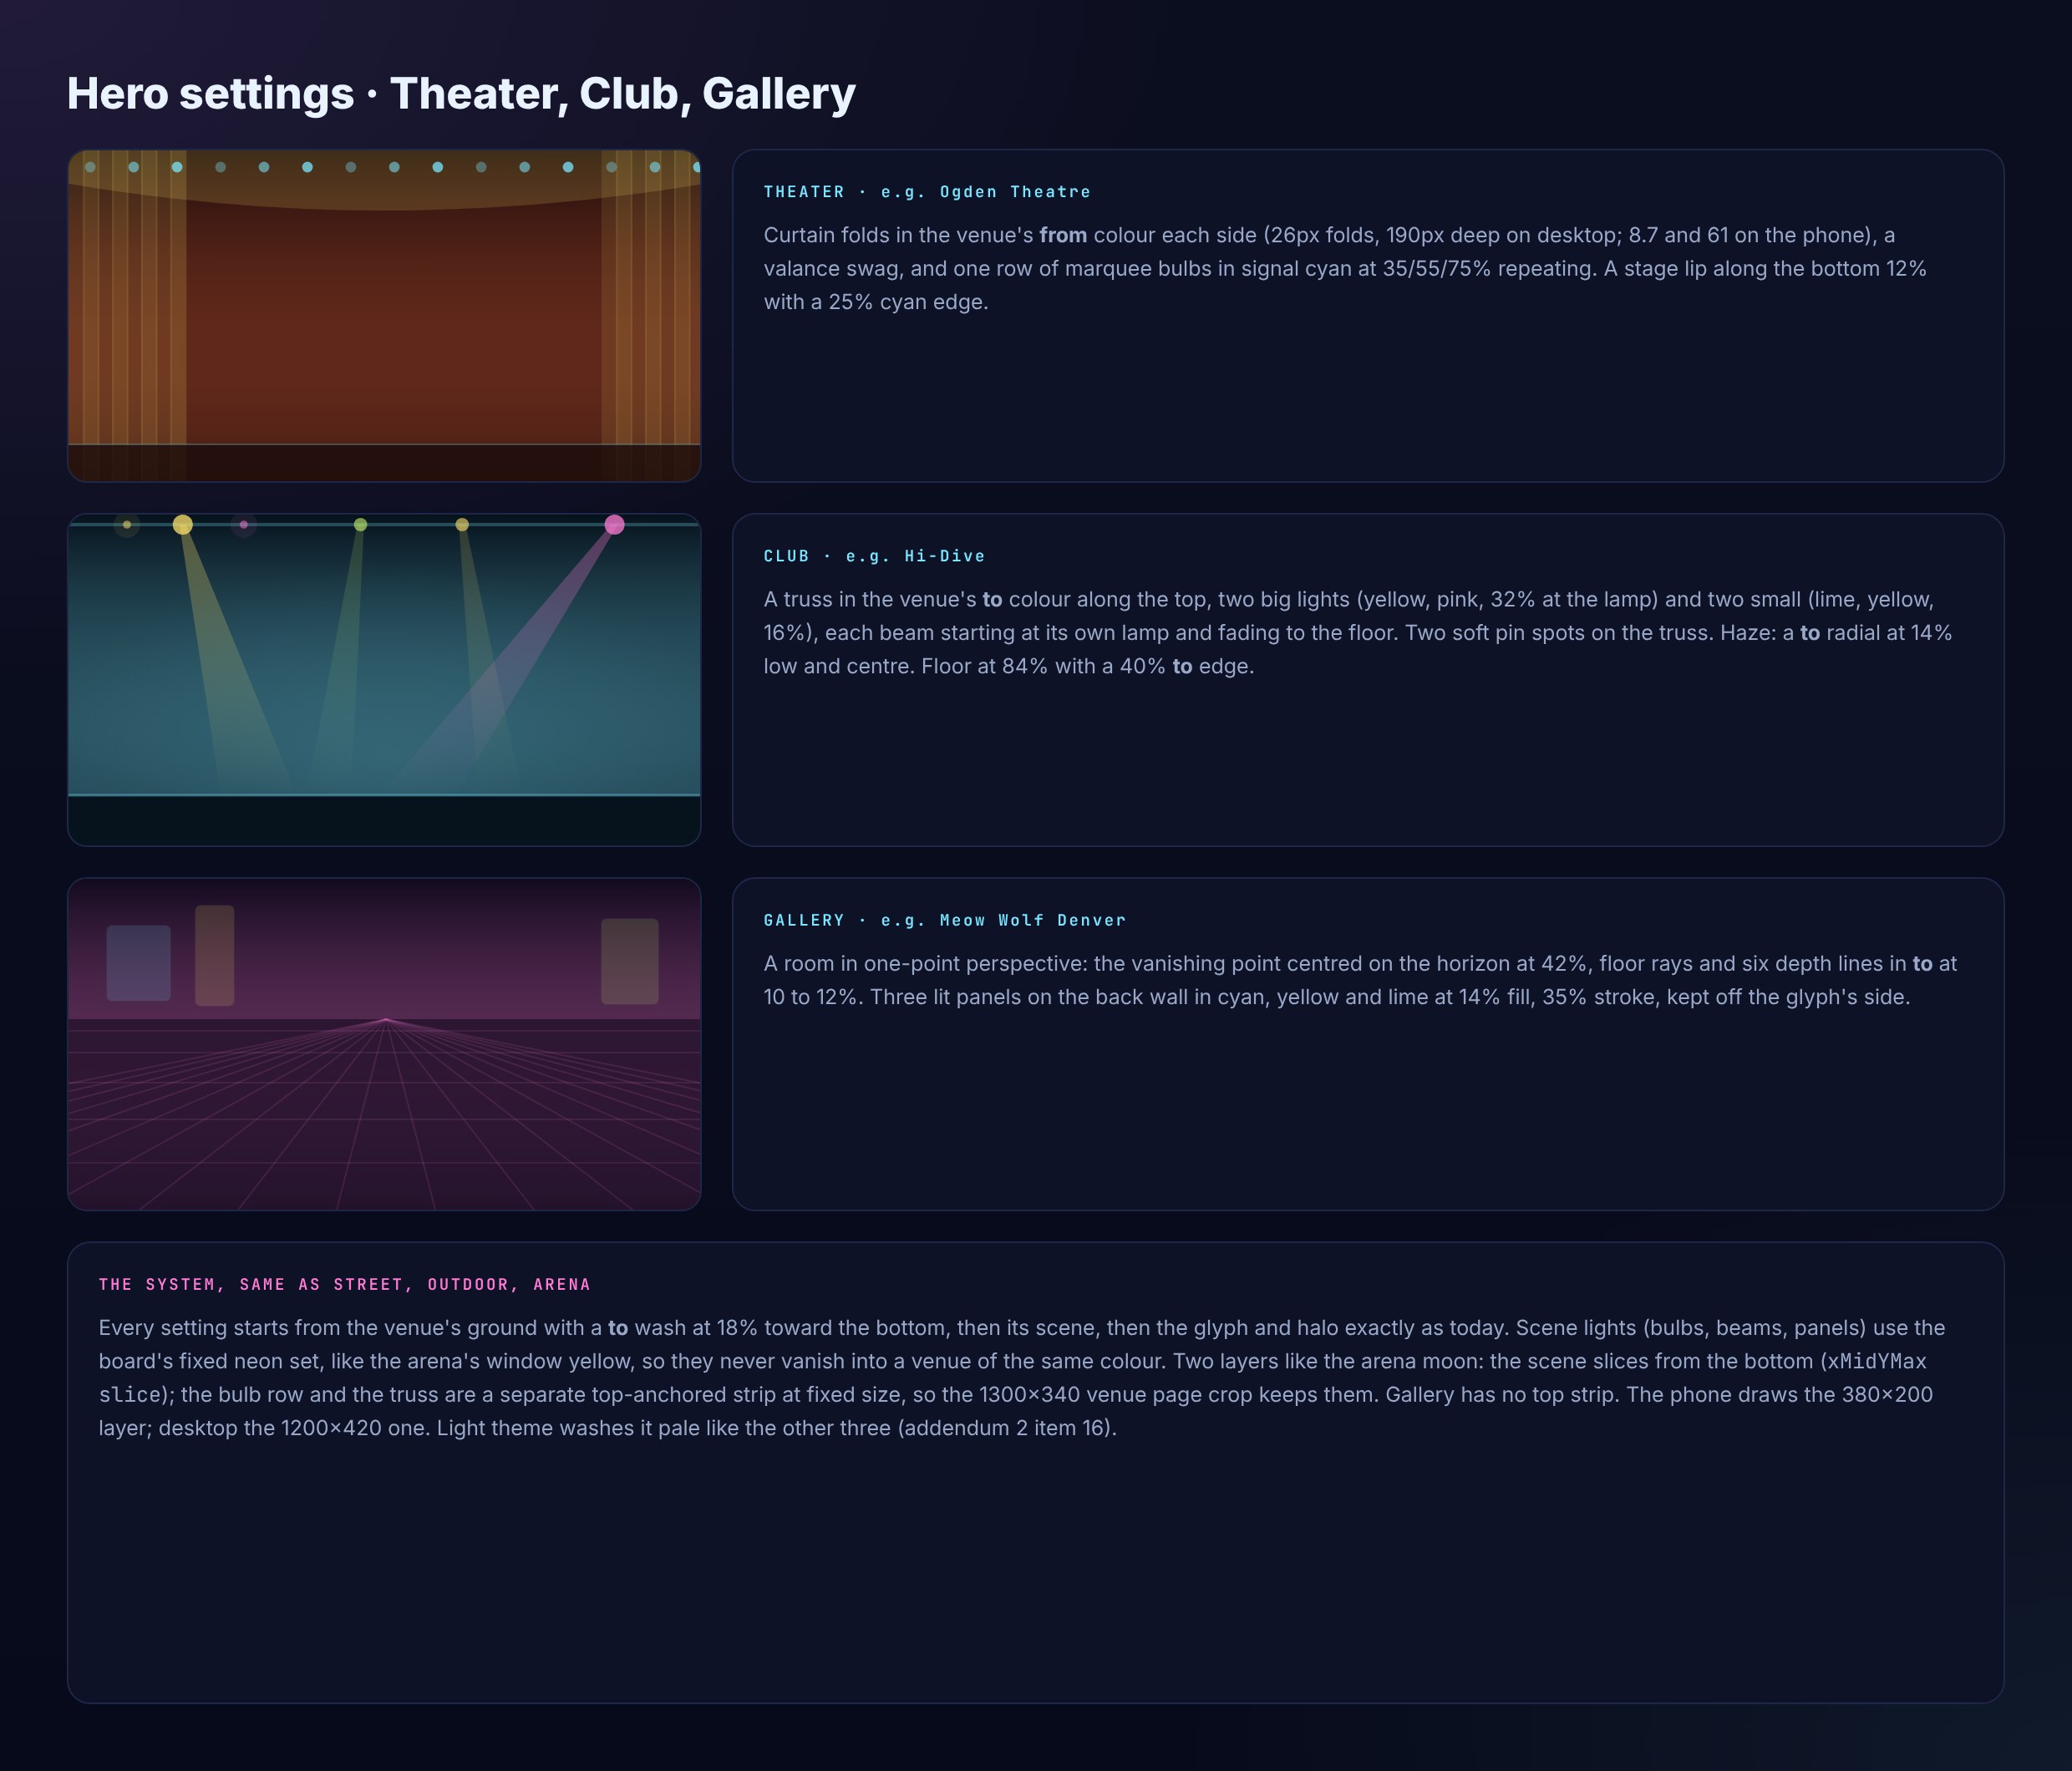 Hero settings · Theater, Club, Gallery
THEATER · e.g. Ogden Theatre
Curtain folds in the venue's from colour each side (26px folds, 190px deep on desktop; 8.7 and 61 on the phone), a
valance swag, and one row of marquee bulbs in signal cyan at 35/55/75% repeating. A stage lip along the bottom 12%
with a 25% cyan edge.
CLUB · e.g. Hi-Dive
A truss in the venue's to colour along the top, two big lights (yellow, pink, 32% at the lamp) and two small (lime, yellow,
16%), each beam starting at its own lamp and fading to the floor. Two soft pin spots on the truss. Haze: a to radial at 14%
low and centre. Floor at 84% with a 40% to edge.
GALLERY · e.g. Meow Wolf Denver
A room in one-point perspective: the vanishing point centred on the horizon at 42%, floor rays and six depth lines in to at
10 to 12%. Three lit panels on the back wall in cyan, yellow and lime at 14% fill, 35% stroke, kept off the glyph's side.
THE SYSTEM, SAME AS STREET, OUTDOOR, ARENA
Every setting starts from the venue's ground with a to wash at 18% toward the bottom, then its scene, then the glyph and halo exactly as today. Scene lights (bulbs, beams, panels) use the
board's fixed neon set, like the arena's window yellow, so they never vanish into a venue of the same colour. Two layers like the arena moon: the scene slices from the bottom (xMidYMax
slice); the bulb row and the truss are a separate top-anchored strip at fixed size, so the 1300×340 venue page crop keeps them. Gallery has no top strip. The phone draws the 380×200
layer; desktop the 1200×420 one. Light theme washes it pale like the other three (addendum 2 item 16).